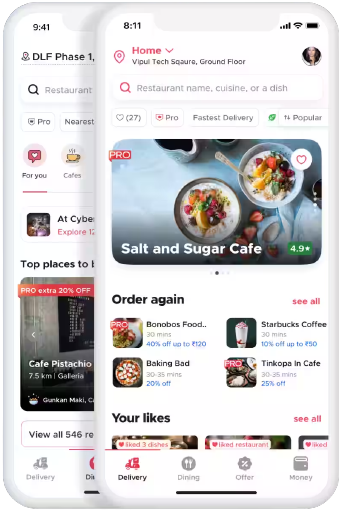 9:41
DLF Phase 1,
Restaurant
Pro
Nearest
For you
Cafes
At Cyber
Explore 12
Top places to b
PRO extra 20% OFF
Cafe Pistachio
7.5 km | Galleria
Gunkan Maki, Ca
View all 546 re
Delivery
Di
8:11
Home
Vipul Tech Sqaure, Ground Floor
Restaurant name, cuisine, or a dish
(27)
Pro
Fastest Delivery
Popular
PRO
Salt and Sugar Cafe
4.9★
Order again
see all
PRO
Bonobos Food..
30 mins
40% off up to ₹120
Starbucks Coffee
30 mins
10% off up to ₹50
Baking Bad
30-35 mins
20% off
PRO
Tinkopa In Cafe
30-35 mins
25% off
Your likes
see all
liked 3 dishes
liked restaurant
liked
Delivery
Dining
Offer
Money